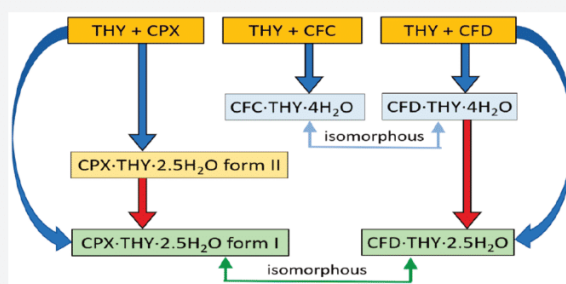 THY + CPX
THY + CFC
THY + CFD
CFC·THY·4H₂O
CFD·THY·4H₂O
isomorphous
CPX·THY·2.5H₂O form II
CPX·THY·2.5H₂O form I
CFD·THY·2.5H₂O
isomorphous